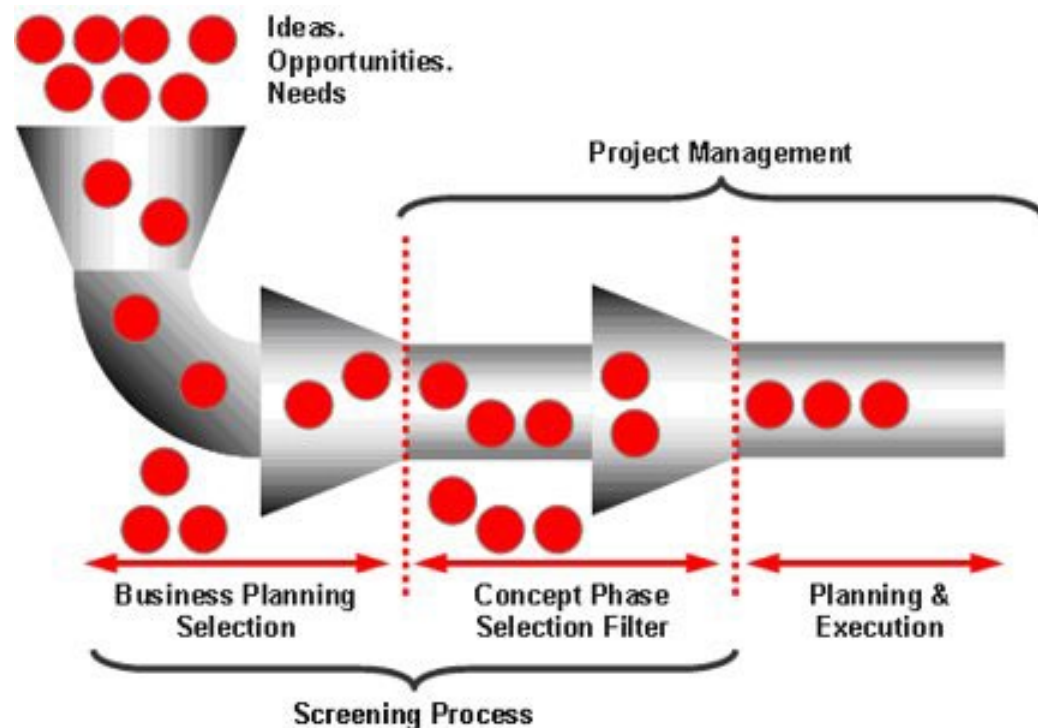 Ideas.
Opportunities.
Needs
Project Management
Business Planning
Selection
Concept Phase
Selection Filter
Planning &
Execution
Screening Process